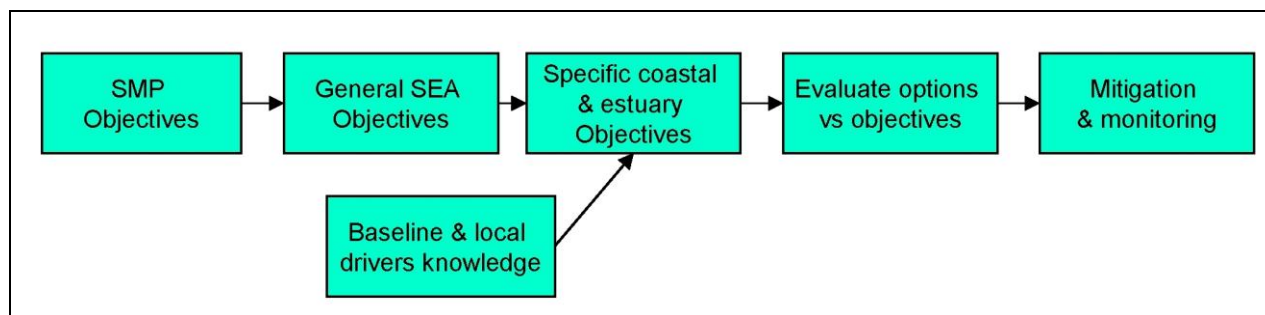 SMP
Objectives
General SEA
Objectives
Specific coastal
& estuary
Objectives
Evaluate options
vs objectives
Mitigation
& monitoring
Baseline & local
drivers knowledge